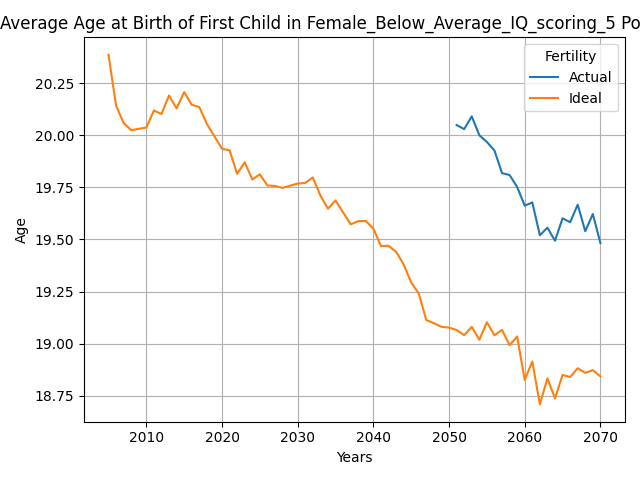 Average Age at Birth of First Child in Female_Below_Average_IQ_scoring_5 Po
Fertility
Actual
Ideal
20.25
20.00
19.75
19.50
19.25
19.00
18.75
Age
2010 2020 2030 2040 2050 2060 2070
Years